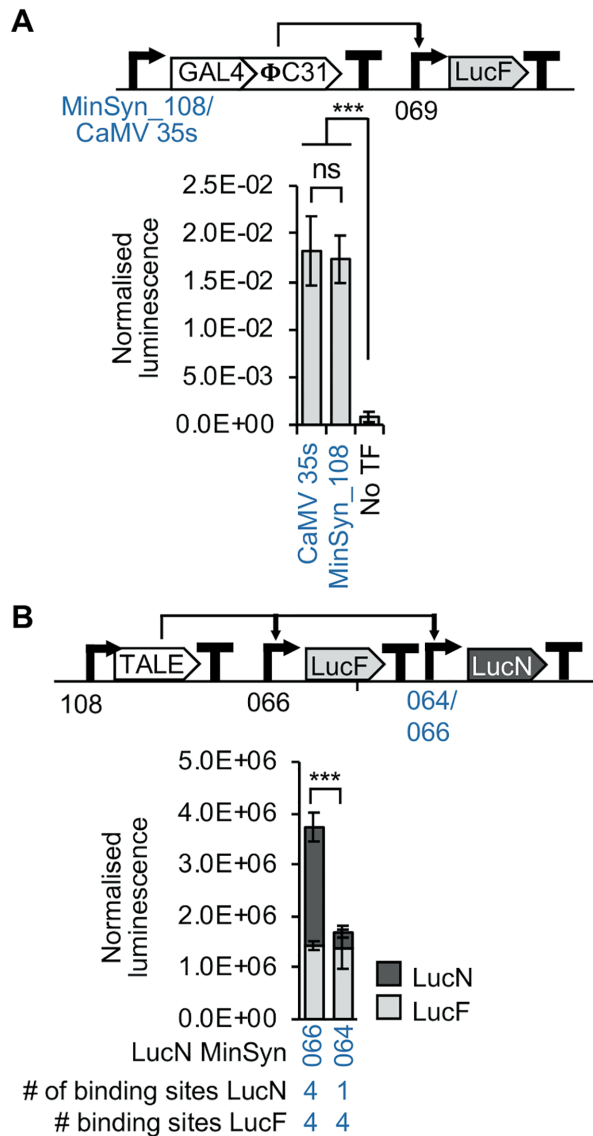 A
GAL4 ΦC31 LucF
MinSyn_108/
CaMV 35s
069
***
ns
Normalised
luminescence
2.5E-02
2.0E-02
1.5E-02
1.0E-02
5.0E-03
0.0E+00
CaMV 35s
MinSyn_108
No TF
B
TALE LucF LucN
108 066 064/
066
5.0E+06
4.0E+06
3.0E+06
2.0E+06
1.0E+06
0.0E+00
Normalised
luminescence
***
LucN
LucF
LucN MinSyn 066 064
# of binding sites LucN 4 1
# binding sites LucF 4 4